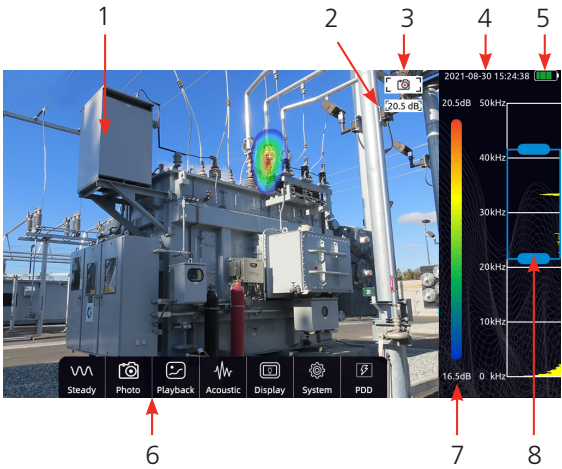 1
2
3
4
5
2021-08-30 15:24:38
20.5 dB
20.5dB
50kHz
40kHz
30kHz
20kHz
10kHz
16.5dB
0 kHz
Steady
Photo
Playback
Acoustic
Display
System
PDD
6
7
8